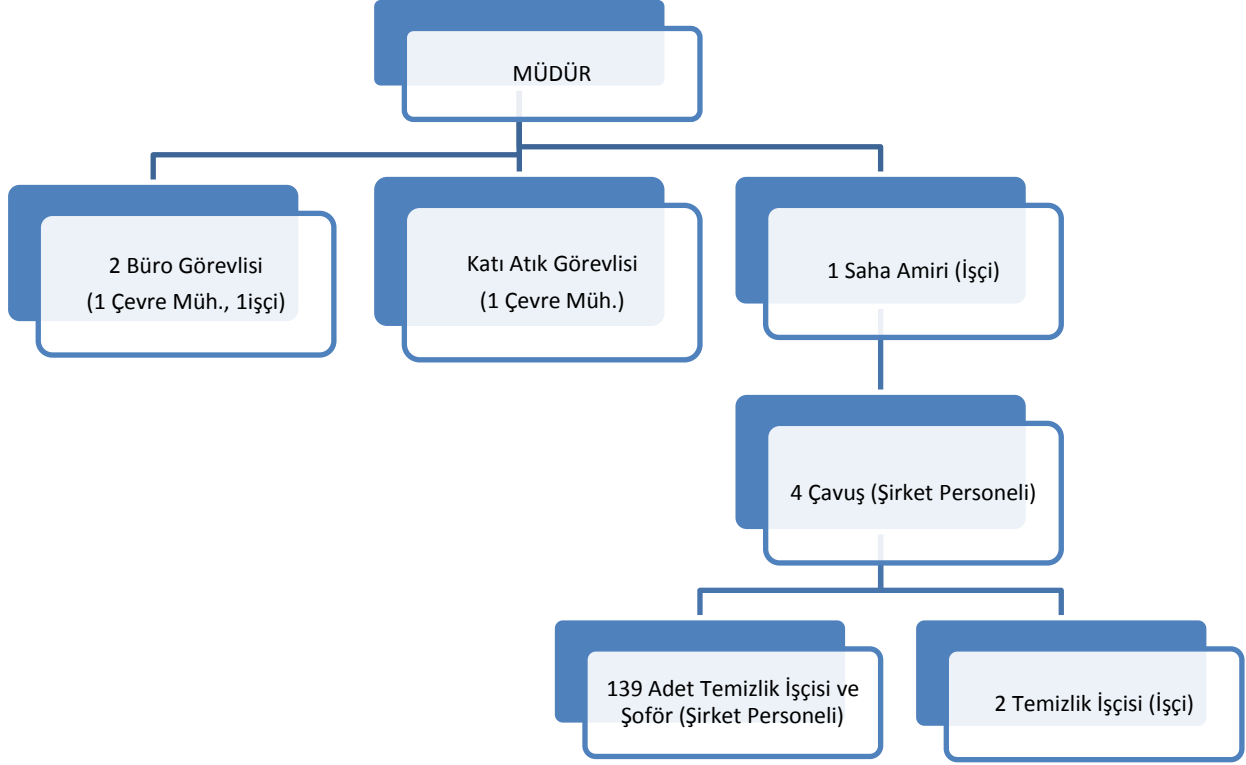 MÜDÜR
2 Büro Görevlisi
(1 Çevre Müh., 1işçi)
Katı Atık Görevlisi
(1 Çevre Müh.)
1 Saha Amiri (İşçi)
4 Çavuş (Şirket Personeli)
139 Adet Temizlik İşçisi ve
Şoför (Şirket Personeli)
2 Temizlik İşçisi (İşçi)